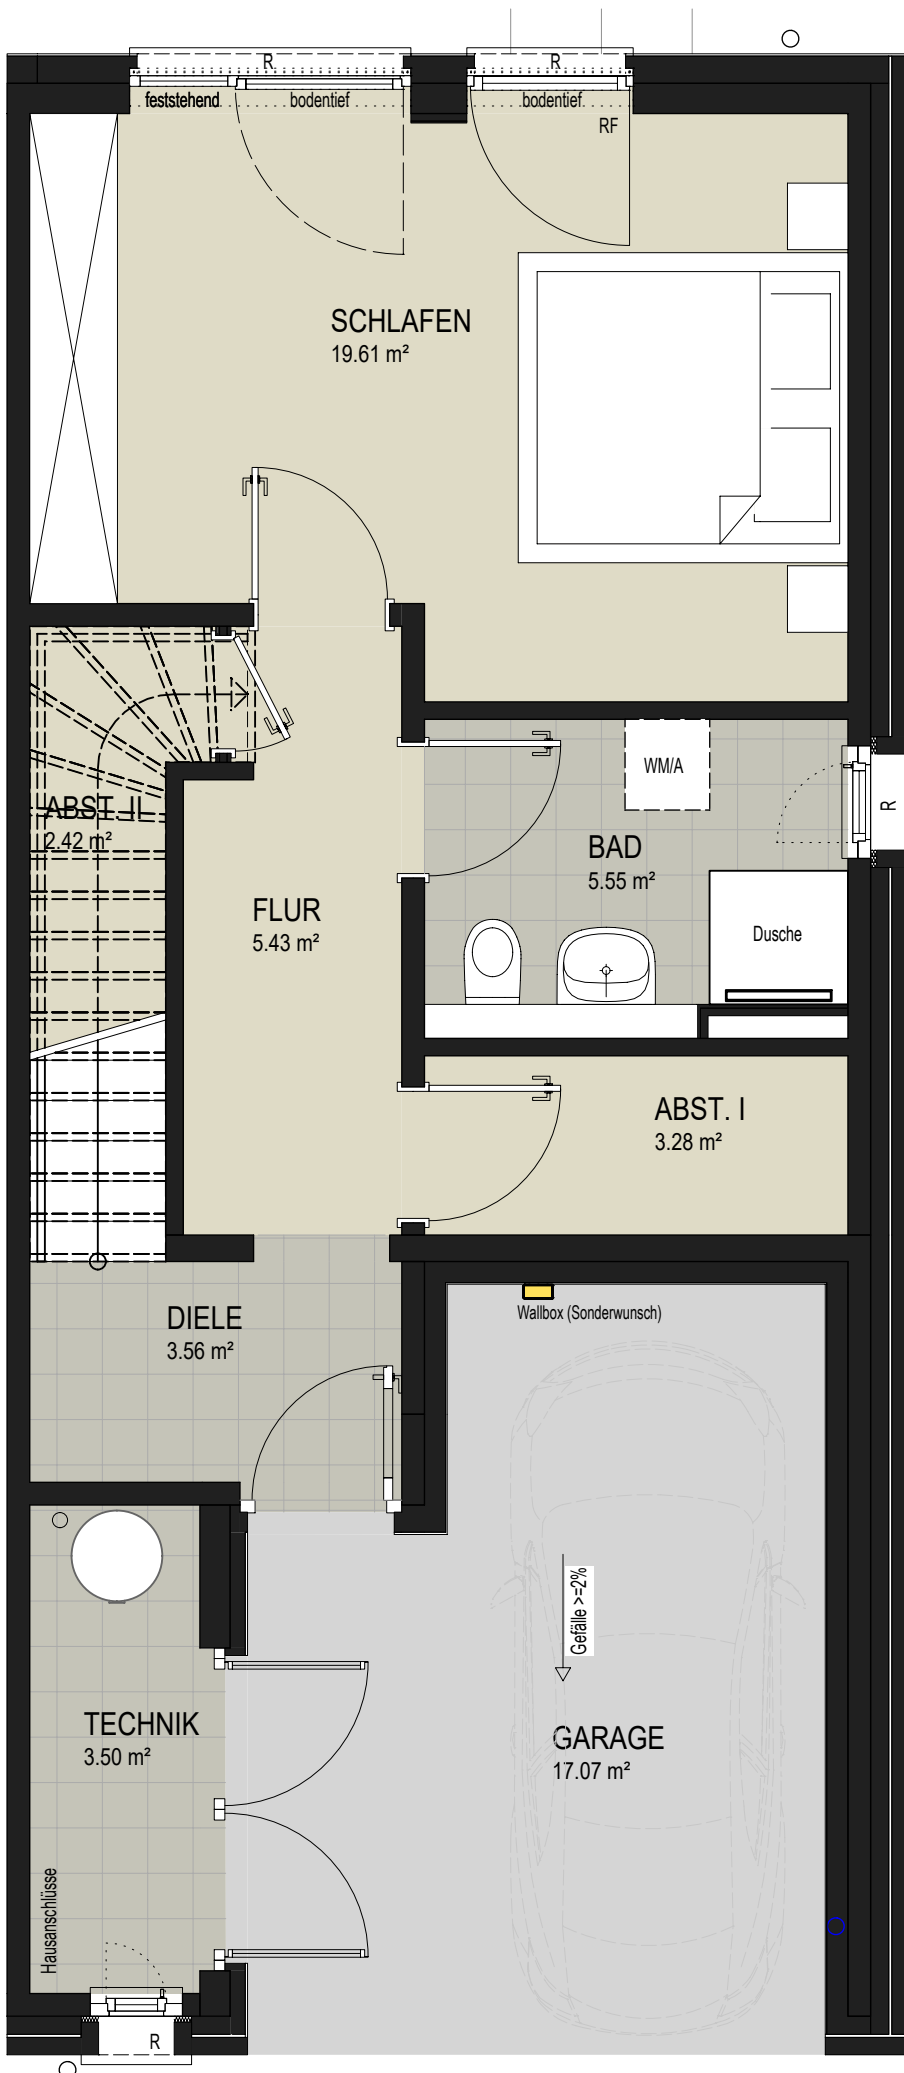 R
R
feststehend
bodentief
bodentief
RF
SCHLAFEN
19.61 m²
WM/A
R
ABST. II
2.42 m²
BAD
5.55 m²
FLUR
5.43 m²
Dusche
ABST. I
3.28 m²
DIELE
3.56 m²
Wallbox (Sonderwunsch)
Gefälle >=2%
TECHNIK
3.50 m²
GARAGE
17.07 m²
Hausanschlüsse
R